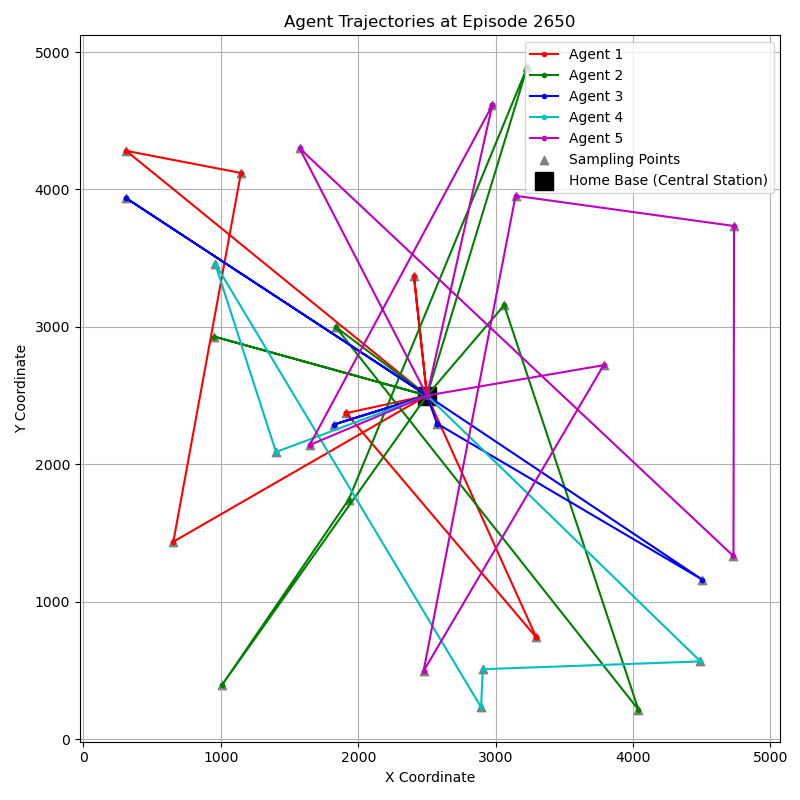 Agent Trajectories at Episode 2650
Agent 1
Agent 2
Agent 3
Agent 4
Agent 5
Sampling Points
Home Base (Central Station)
Y Coordinate
5000
4000
3000
2000
1000
0
0 1000 2000 3000 4000 5000
X Coordinate